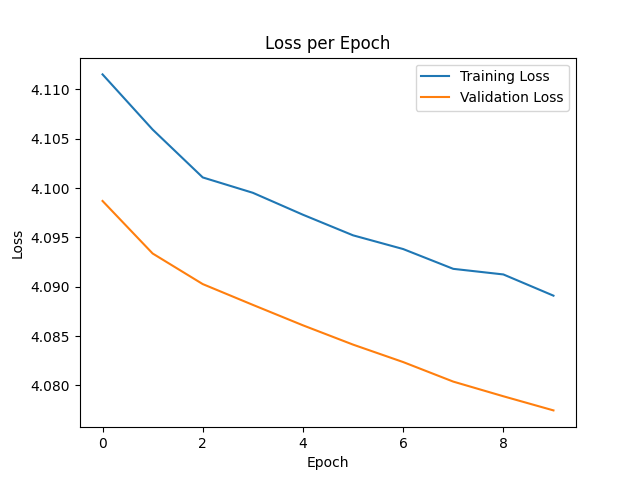 Loss per Epoch
Training Loss
Validation Loss
4.110
4.105
4.100
4.095
4.090
4.085
4.080
Loss
0 2 4 6 8
Epoch